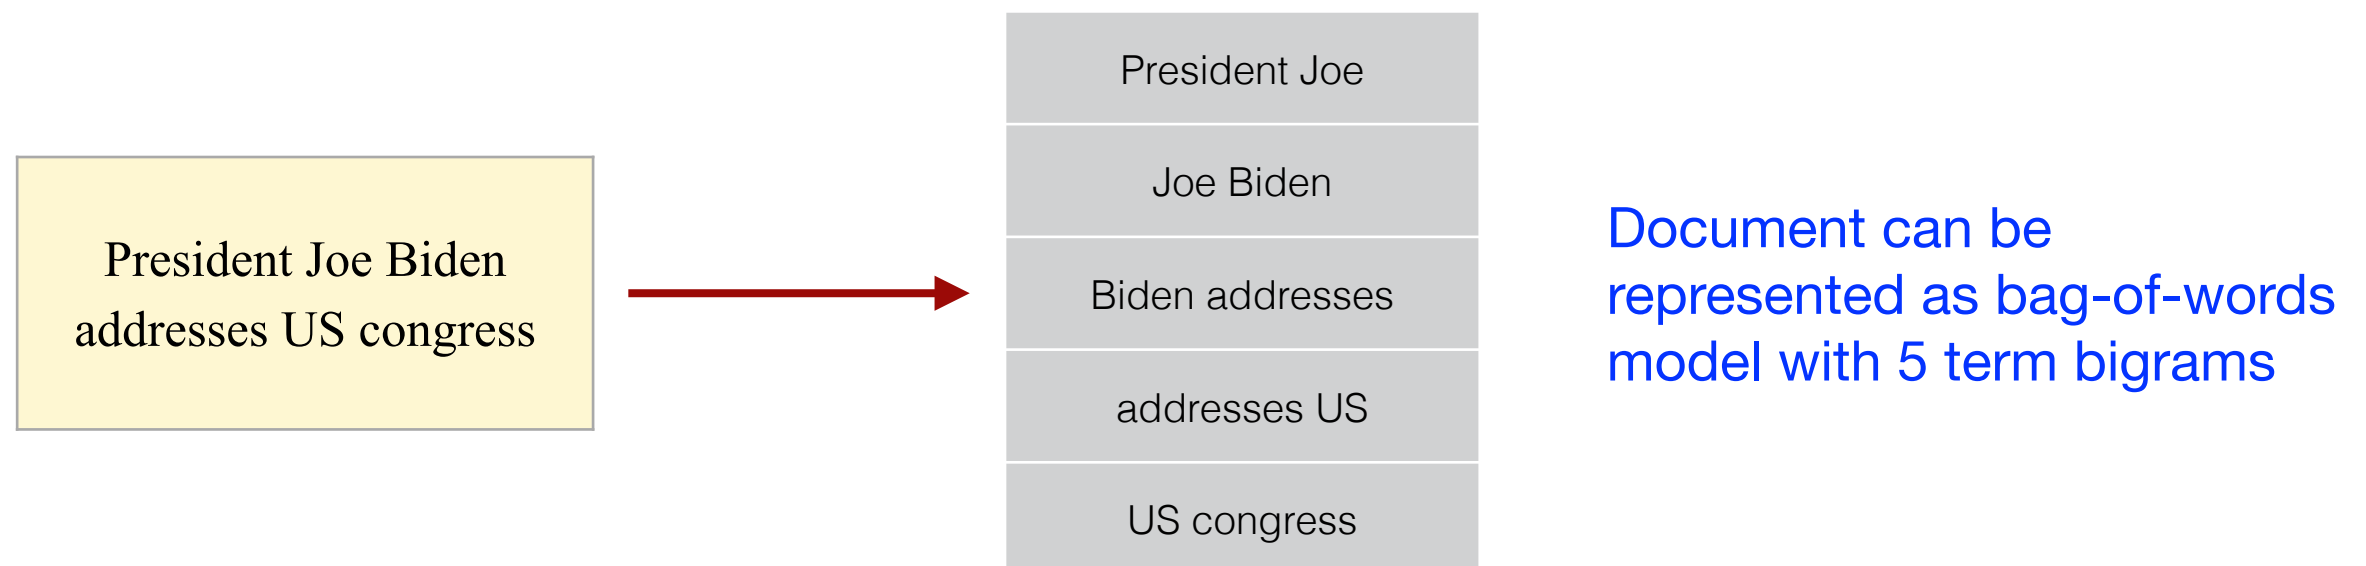 President Joe Biden
addresses US congress
President Joe
Joe Biden
Biden addresses
addresses US
US congress
Document can be
represented as bag-of-words
model with 5 term bigrams